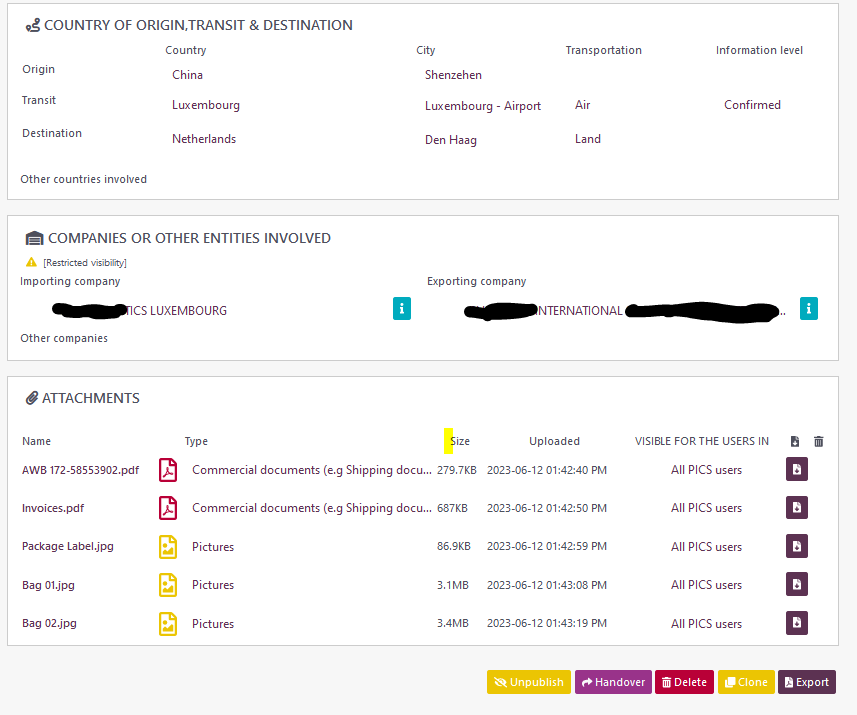 COUNTRY OF ORIGIN,TRANSIT & DESTINATION
Country City Transportation Information level
Origin China Shenzehen
Transit Luxembourg Luxembourg - Airport Air Confirmed
Destination Netherlands Den Haag Land
Other countries involved
COMPANIES OR OTHER ENTITIES INVOLVED
[Restricted visibility]
Importing company Exporting company
TICS LUXEMBOURG INTERNATIONAL ..
Other companies
ATTACHMENTS
Name Type Size Uploaded VISIBLE FOR THE USERS IN
AWB 172-58553902.pdf Commercial documents (e.g Shipping docu... 279.7KB 2023-06-12 01:42:40 PM All PICS users
Invoices.pdf Commercial documents (e.g Shipping docu... 687KB 2023-06-12 01:42:50 PM All PICS users
Package Label.jpg Pictures 86.9KB 2023-06-12 01:42:59 PM All PICS users
Bag 01.jpg Pictures 3.1MB 2023-06-12 01:43:08 PM All PICS users
Bag 02.jpg Pictures 3.4MB 2023-06-12 01:43:19 PM All PICS users
Unpublish Handover Delete Clone Export